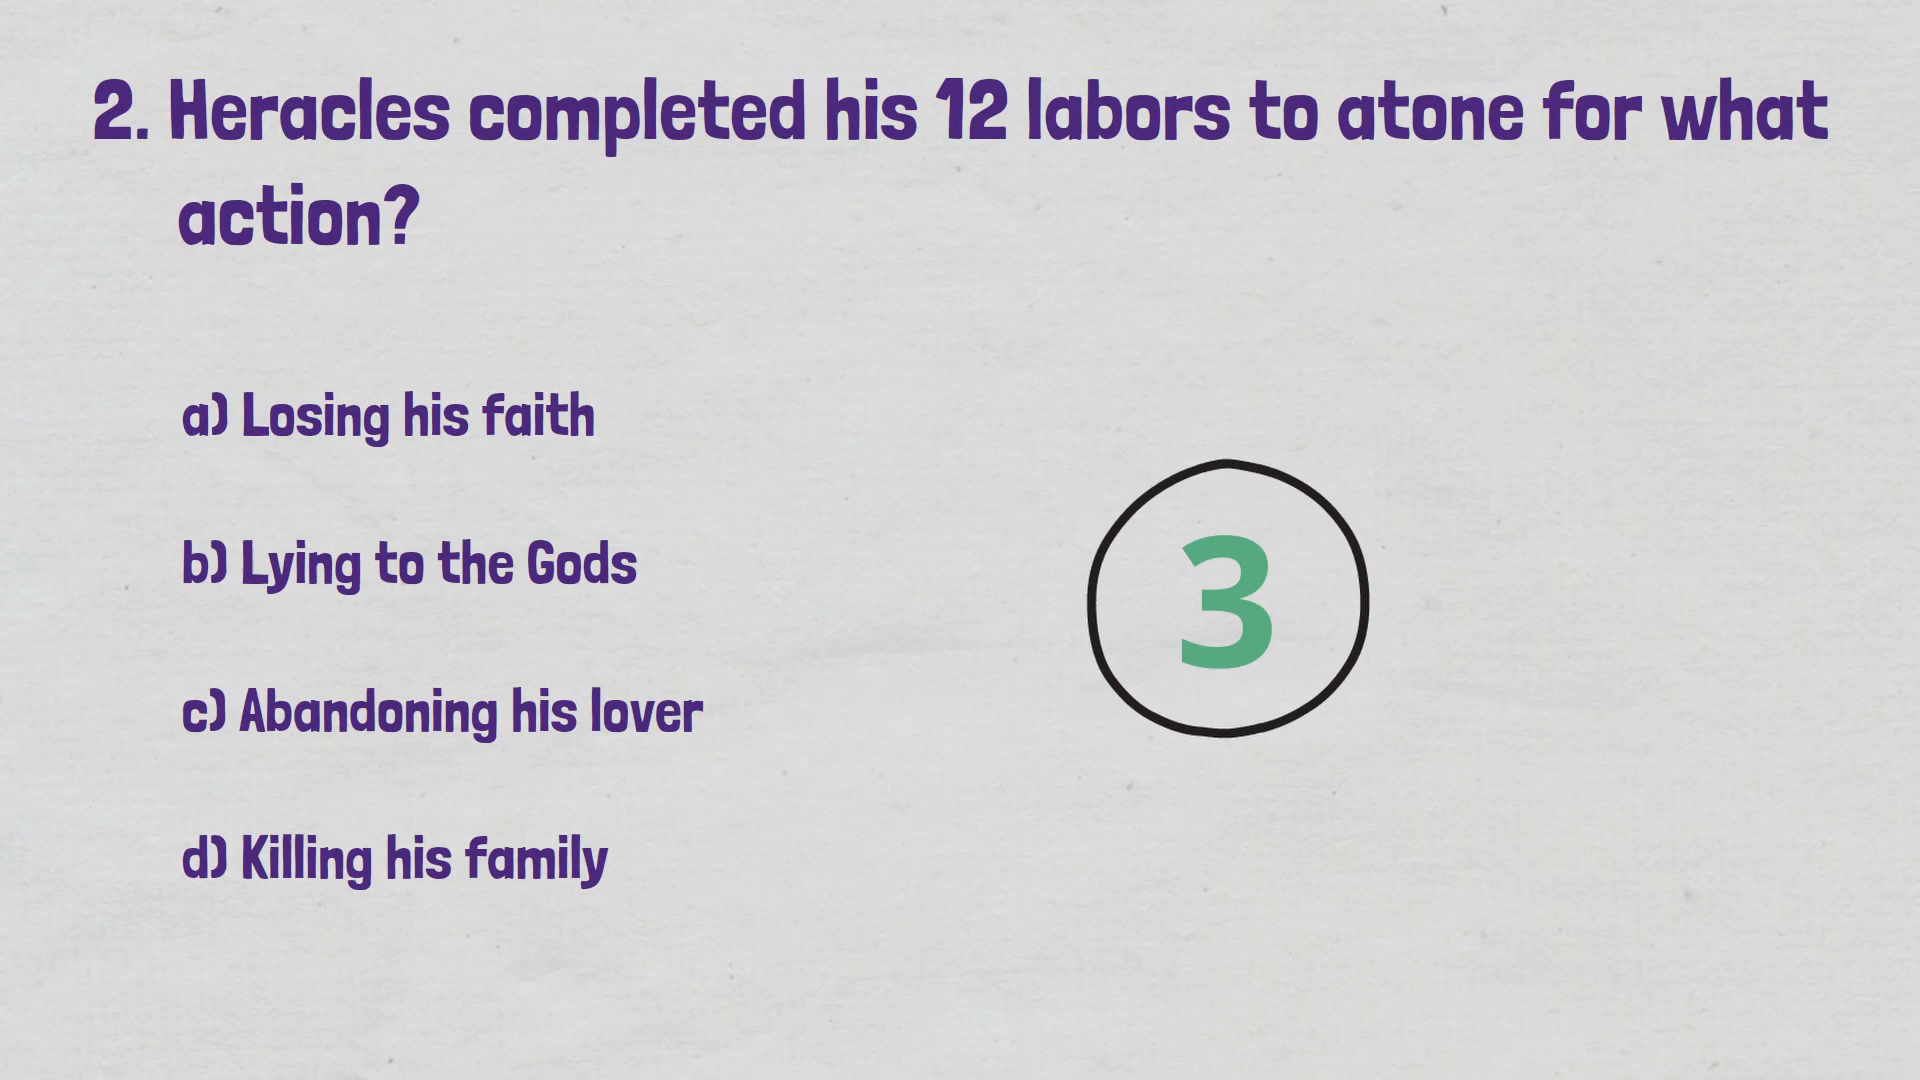 2. Heracles completed his 12 labors to atone for what
action?
a) Losing his faith
b) Lying to the Gods
3
c) Abandoning his lover
d) Killing his family